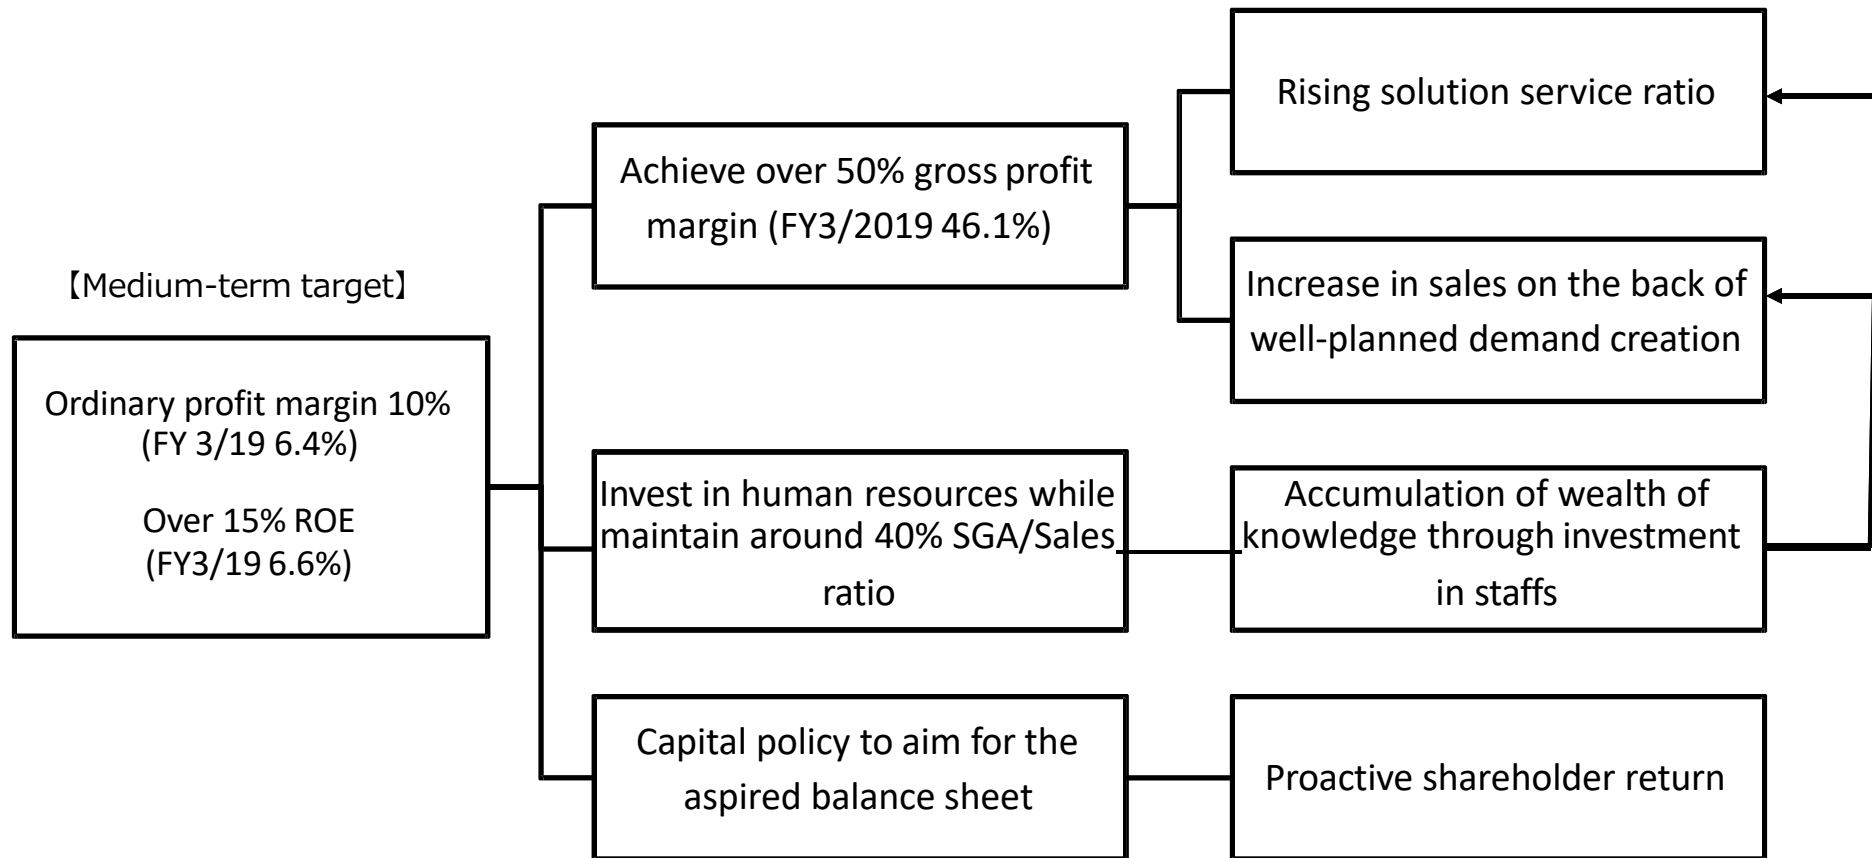 【Medium-term target】
Ordinary profit margin 10%
(FY 3/19 6.4%)
Over 15% ROE
(FY3/19 6.6%)
Achieve over 50% gross profit
margin (FY3/2019 46.1%)
Rising solution service ratio
Increase in sales on the back of
well-planned demand creation
Invest in human resources while
maintain around 40% SGA/Sales
ratio
Accumulation of wealth of
knowledge through investment
in staffs
Capital policy to aim for the
aspired balance sheet
Proactive shareholder return